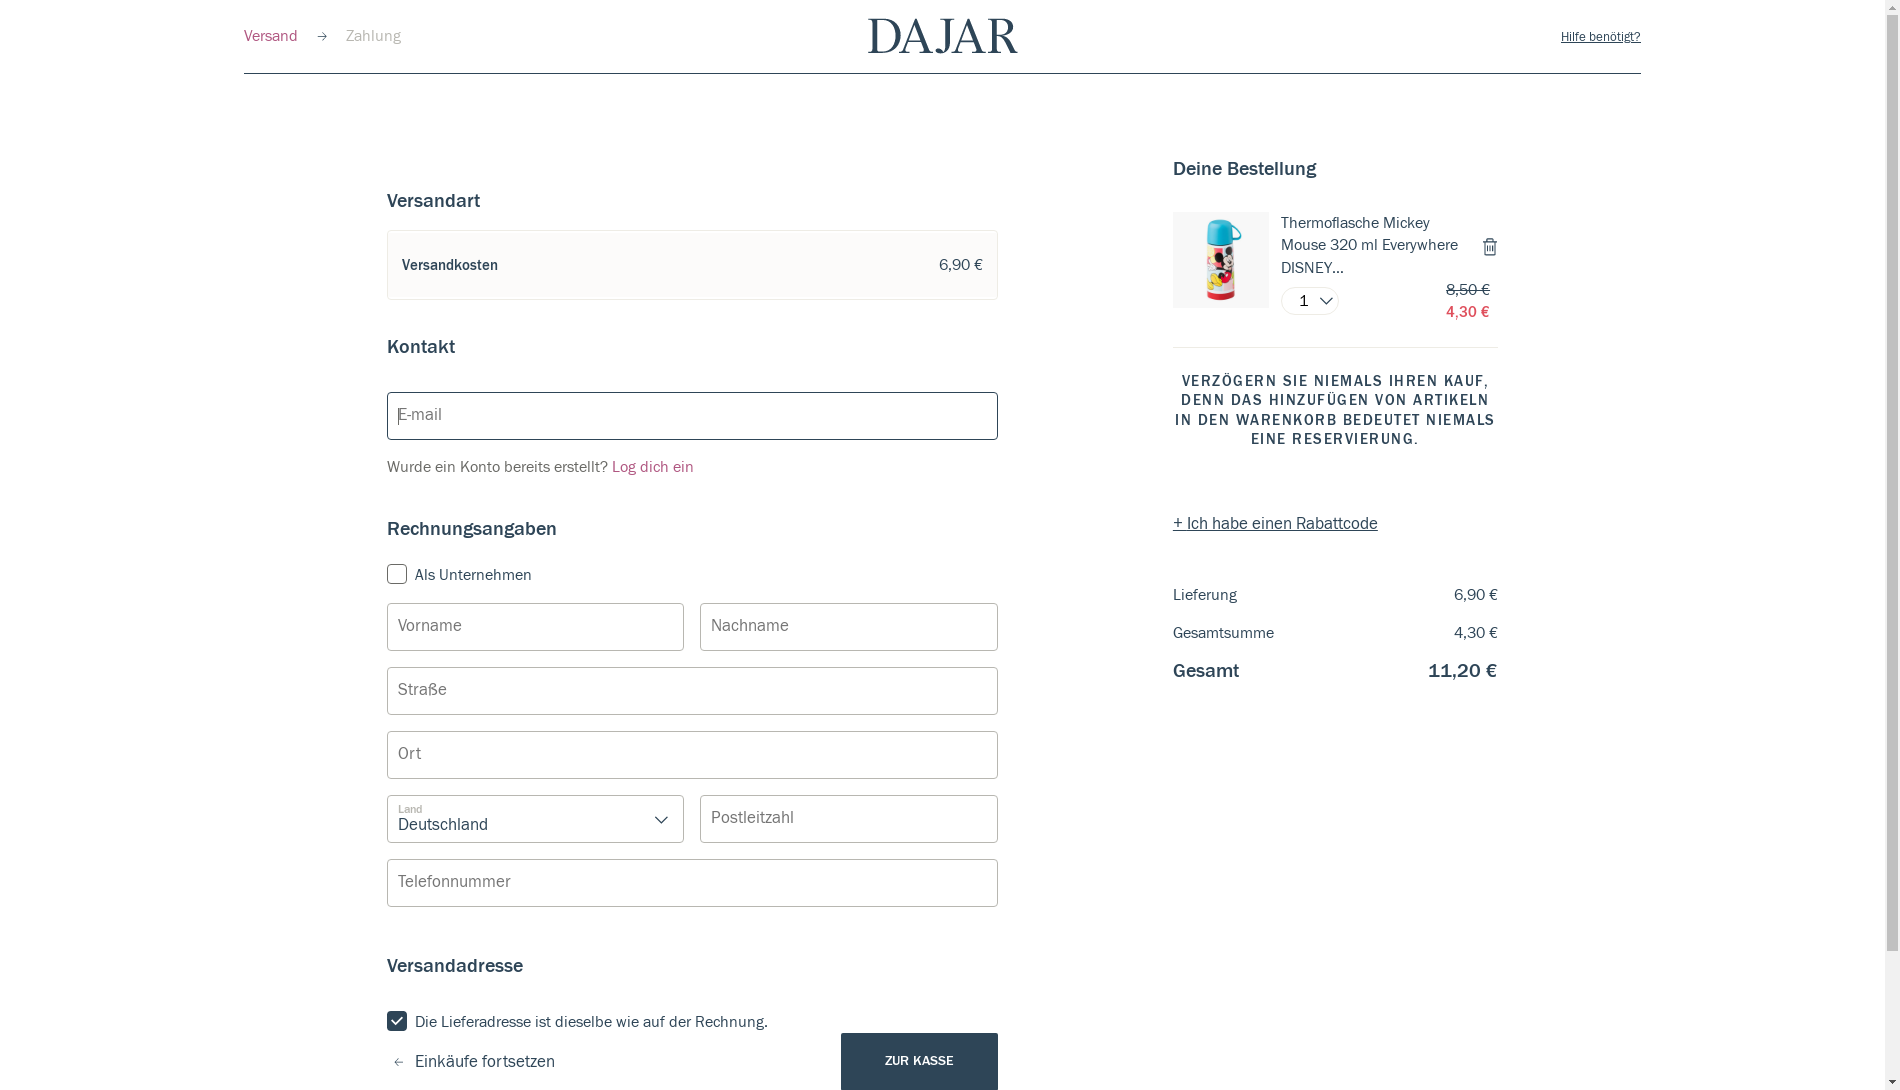 Versand
Zahlung
DAJAR
Hilfe benötigt?
Versandart
Versandkosten
6,90 €
Kontakt
E-mail
Wurde ein Konto bereits erstellt? Log dich ein
Rechnungsangaben
Als Unternehmen
Vorname
Nachname
Straße
Ort
Land
Deutschland
Postleitzahl
Telefonnummer
Versandadresse
Die Lieferadresse ist dieselbe wie auf der Rechnung.
Einkäufe fortsetzen
ZUR KASSE
Deine Bestellung
Thermoflasche Mickey
Mouse 320 ml Everywhere
DISNEY...
1
8,50 €
4,30 €
VERZÖGERN SIE NIEMALS IHREN KAUF,
DENN DAS HINZUFÜGEN VON ARTIKELN
IN DEN WARENKORB BEDEUTET NIEMALS
EINE RESERVIERUNG.
+ Ich habe einen Rabattcode
Lieferung 6,90 €
Gesamtsumme 4,30 €
Gesamt 11,20 €